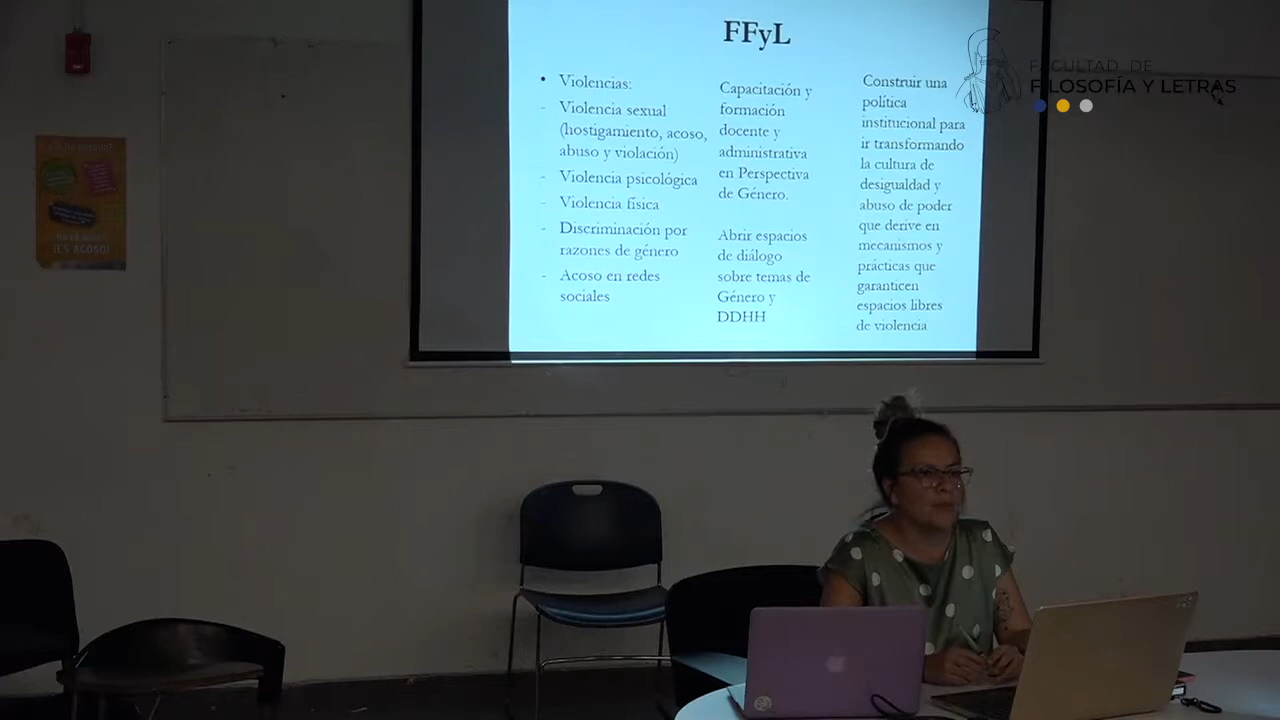 FFyL
• Violencias:
- Violencia sexual
(hostigamiento, acoso,
abuso y violación)
- Violencia psicológica
- Violencia física
- Discriminación por
razones de género
- Acoso en redes
sociales
Capacitación y
formación
docente y
administrativa
en Perspectiva
de Género.
Abrir espacios
de diálogo
sobre temas de
Género y
DDHH
Construir una
política
institucional para
ir transformando
la cultura de
desigualdad y
abuso de poder
que derive en
mecanismos y
prácticas que
garanticen
espacios libres
de violencia
FACULTAD DE
FILOSOFÍA Y LETRAS
¡ES ACOSO!